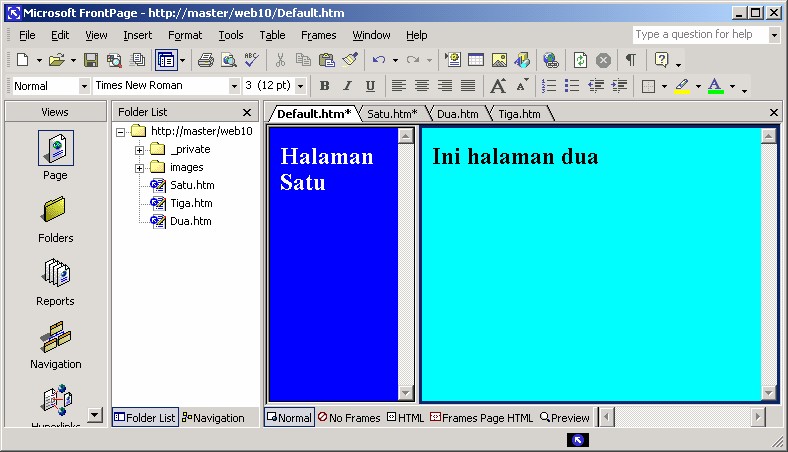 Microsoft FrontPage - http://master/web10/Default.htm
File Edit View Insert Format Tools Table Frames Window Help Type a question for help
Normal Times New Roman 3 (12 pt) B I U A A A
Views Folder List Default.htm* Satu.htm* Dua.htm Tiga.htm
http://master/web10
_private
images
Satu.htm
Tiga.htm
Dua.htm
Page
Folders
Reports
Navigation
Hyperlinks
Halaman
Satu
Ini halaman dua
Folder List Navigation Normal No Frames HTML Frames Page HTML Preview